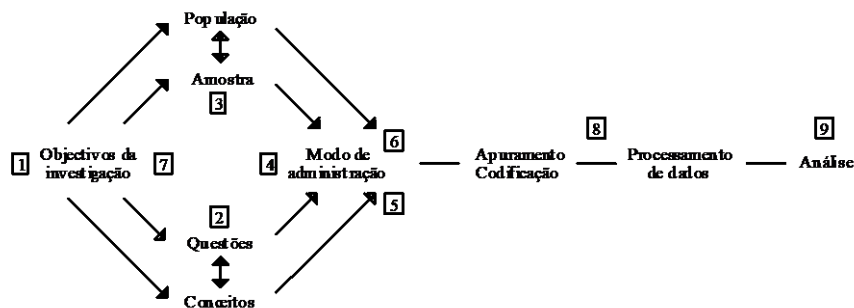 População
Amostra
3
6
8
9
1
Objectivos da
investigação
7
4
Modo de
administração
Apuramento
Codificação
Processamento
de dados
Análise
2
5
Questões
Conceitos